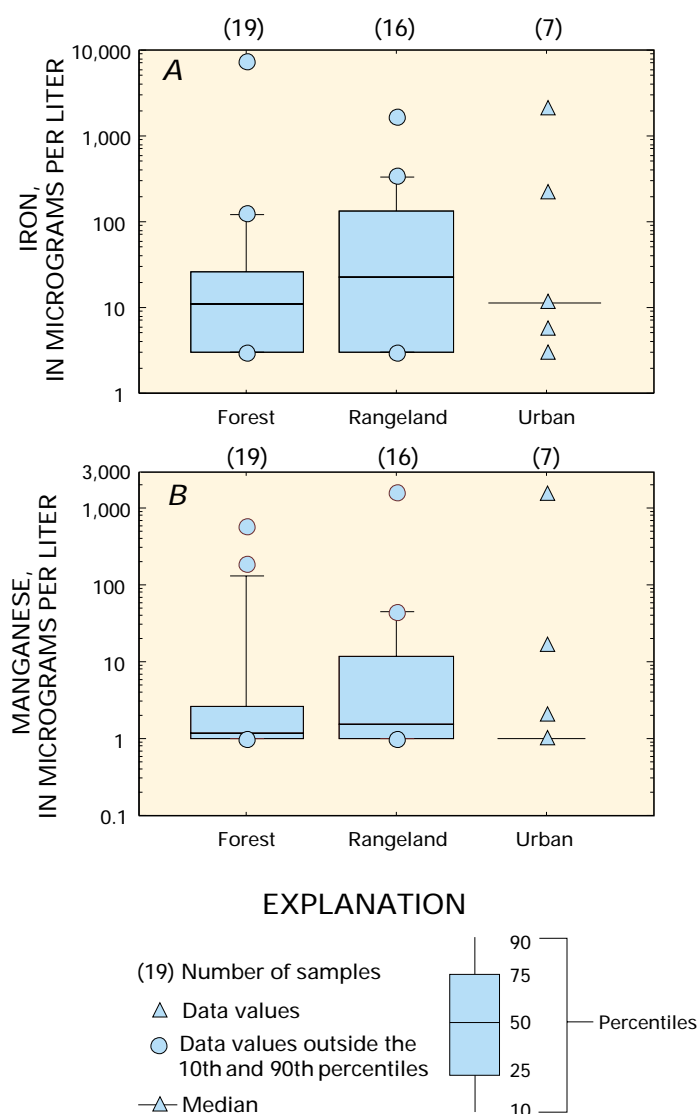 (19) (16) (7)
A
10,000
1,000
100
10
1
IRON,
IN MICROGRAMS PER LITER
Forest Rangeland Urban
(19) (16) (7)
B
3,000
1,000
100
10
1
0.1
MANGANESE,
IN MICROGRAMS PER LITER
Forest Rangeland Urban
EXPLANATION
(19) Number of samples
Data values
Data values outside the
10th and 90th percentiles
Median
90
75
50
25
10
Percentiles